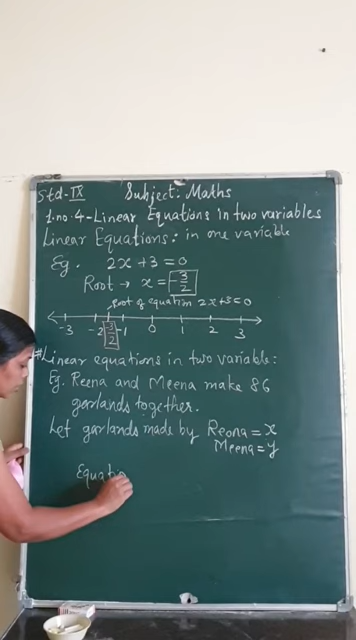 Std-IX Subject: Maths
L.no.4-Linear Equations in two variables
Linear Equations: in one variable
Eg. 2x+3=0
Root → x = -3/2
root of equation 2x+3=0
-3 -2 -3/2 -1 0 1 2 3
#Linear equations in two variable:
Eg. Reena and Meena make 86
garlands together.
Let garlands made by Reena = x
Meena = y
Equatio